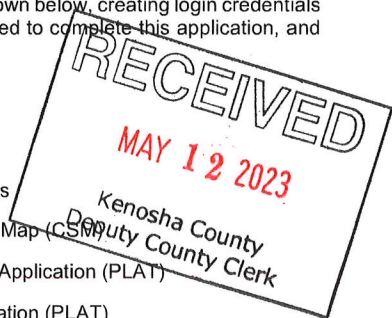 own below, creating login credentials
ed to complete this application, and
RECEIVED
MAY 12 2023
Kenosha County
Deputy County Clerk
s
Map (CSM)
Application (PLAT)
ation (PLAT)